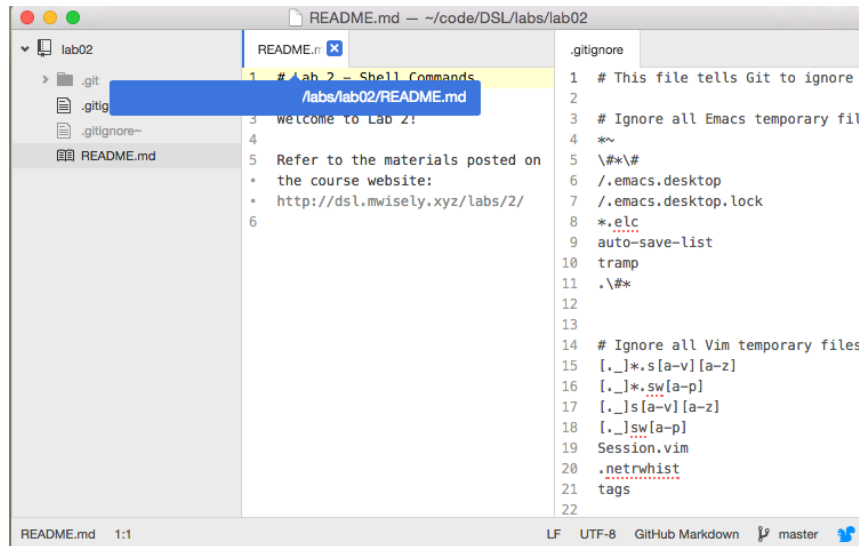 README.md — ~/code/DSL/labs/lab02
lab02
.git
.gitig
.gitignore~
README.md
README.m
1 # Lab 2 – Shell Commands
/labs/lab02/README.md
3 Welcome to Lab 2!
4
5 Refer to the materials posted on
• the course website:
• http://dsl.mwisely.xyz/labs/2/
6
.gitignore
1 # This file tells Git to ignore
2
3 # Ignore all Emacs temporary fil
4 *~
5 \#*\#
6 /.emacs.desktop
7 /.emacs.desktop.lock
8 *.elc
9 auto-save-list
10 tramp
11 .\#*
12
13
14 # Ignore all Vim temporary files
15 [._]*.s[a-v][a-z]
16 [._]*.sw[a-p]
17 [._]s[a-v][a-z]
18 [._]sw[a-p]
19 Session.vim
20 .netrwhist
21 tags
22
README.md 1:1 LF UTF-8 GitHub Markdown master